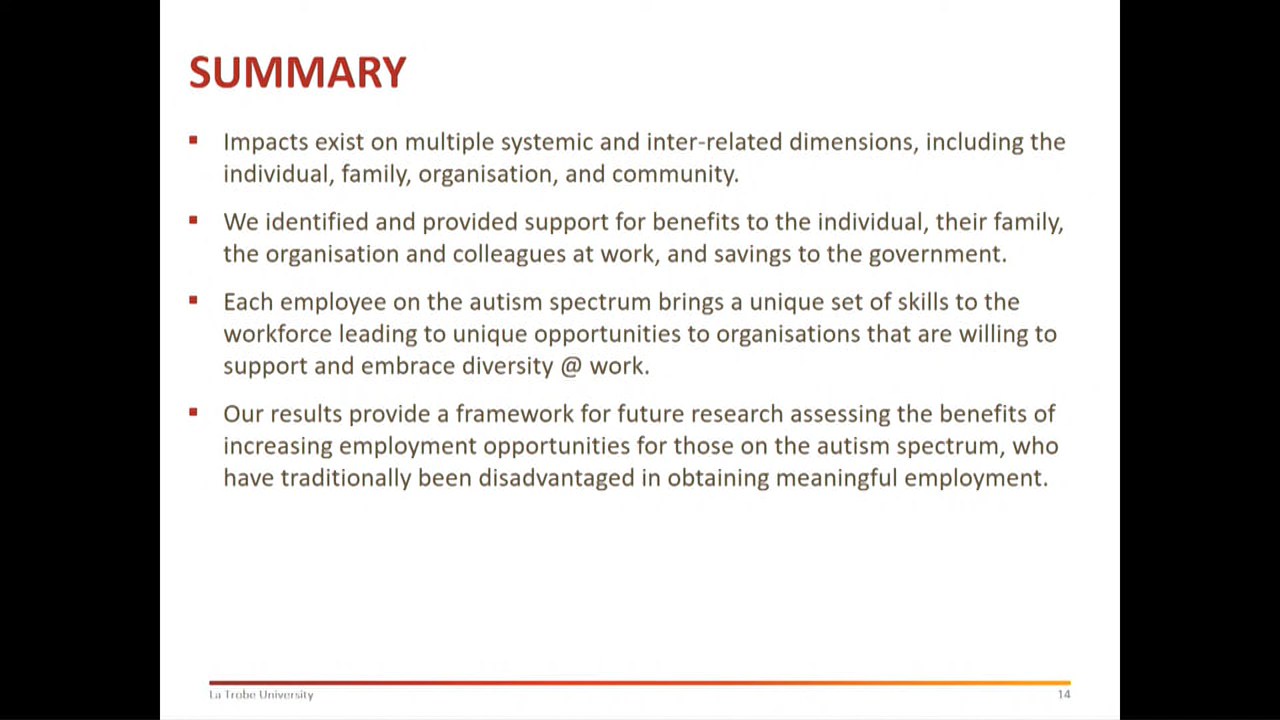 SUMMARY
▪ Impacts exist on multiple systemic and inter-related dimensions, including the
individual, family, organisation, and community.
▪ We identified and provided support for benefits to the individual, their family,
the organisation and colleagues at work, and savings to the government.
▪ Each employee on the autism spectrum brings a unique set of skills to the
workforce leading to unique opportunities to organisations that are willing to
support and embrace diversity @ work.
▪ Our results provide a framework for future research assessing the benefits of
increasing employment opportunities for those on the autism spectrum, who
have traditionally been disadvantaged in obtaining meaningful employment.
La Trobe University
14